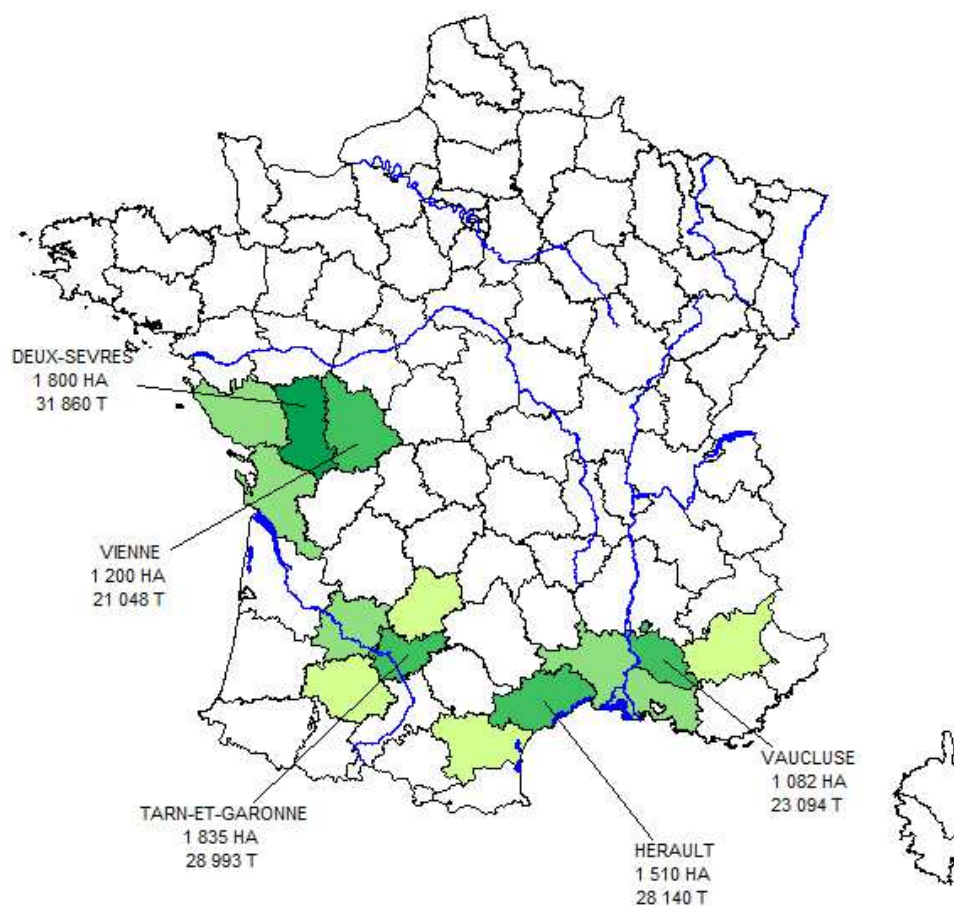 DEUX-SEVRES
1 800 HA
31 860 T
VIENNE
1 200 HA
21 048 T
VAUCLUSE
1 082 HA
23 094 T
TARN-ET-GARONNE
1 835 HA
28 993 T
HERAULT
1 510 HA
28 140 T